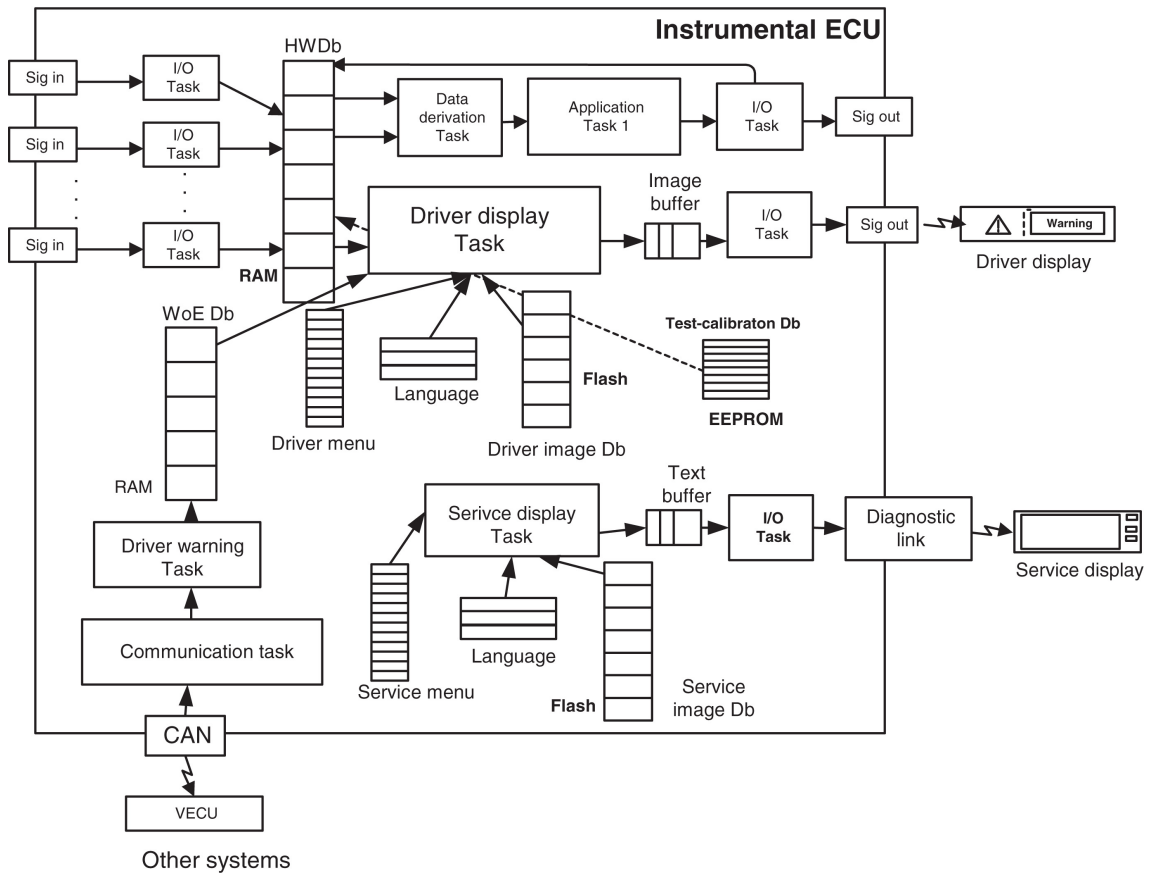 Instrumental ECU
HWDb
Sig in
I/O
Task
Data
derivation
Task
Application
Task 1
I/O
Task
Sig out
Sig in
I/O
Task
Sig in
I/O
Task
RAM
Driver display
Task
Image
buffer
I/O
Task
Sig out
Warning
Driver display
WoE Db
RAM
Driver menu
Language
Flash
Driver image Db
Test-calibraton Db
EEPROM
Driver warning
Task
Communication task
CAN
VECU
Other systems
Serivce display
Task
Text
buffer
I/O
Task
Diagnostic
link
Service display
Service menu
Language
Flash
Service
image Db